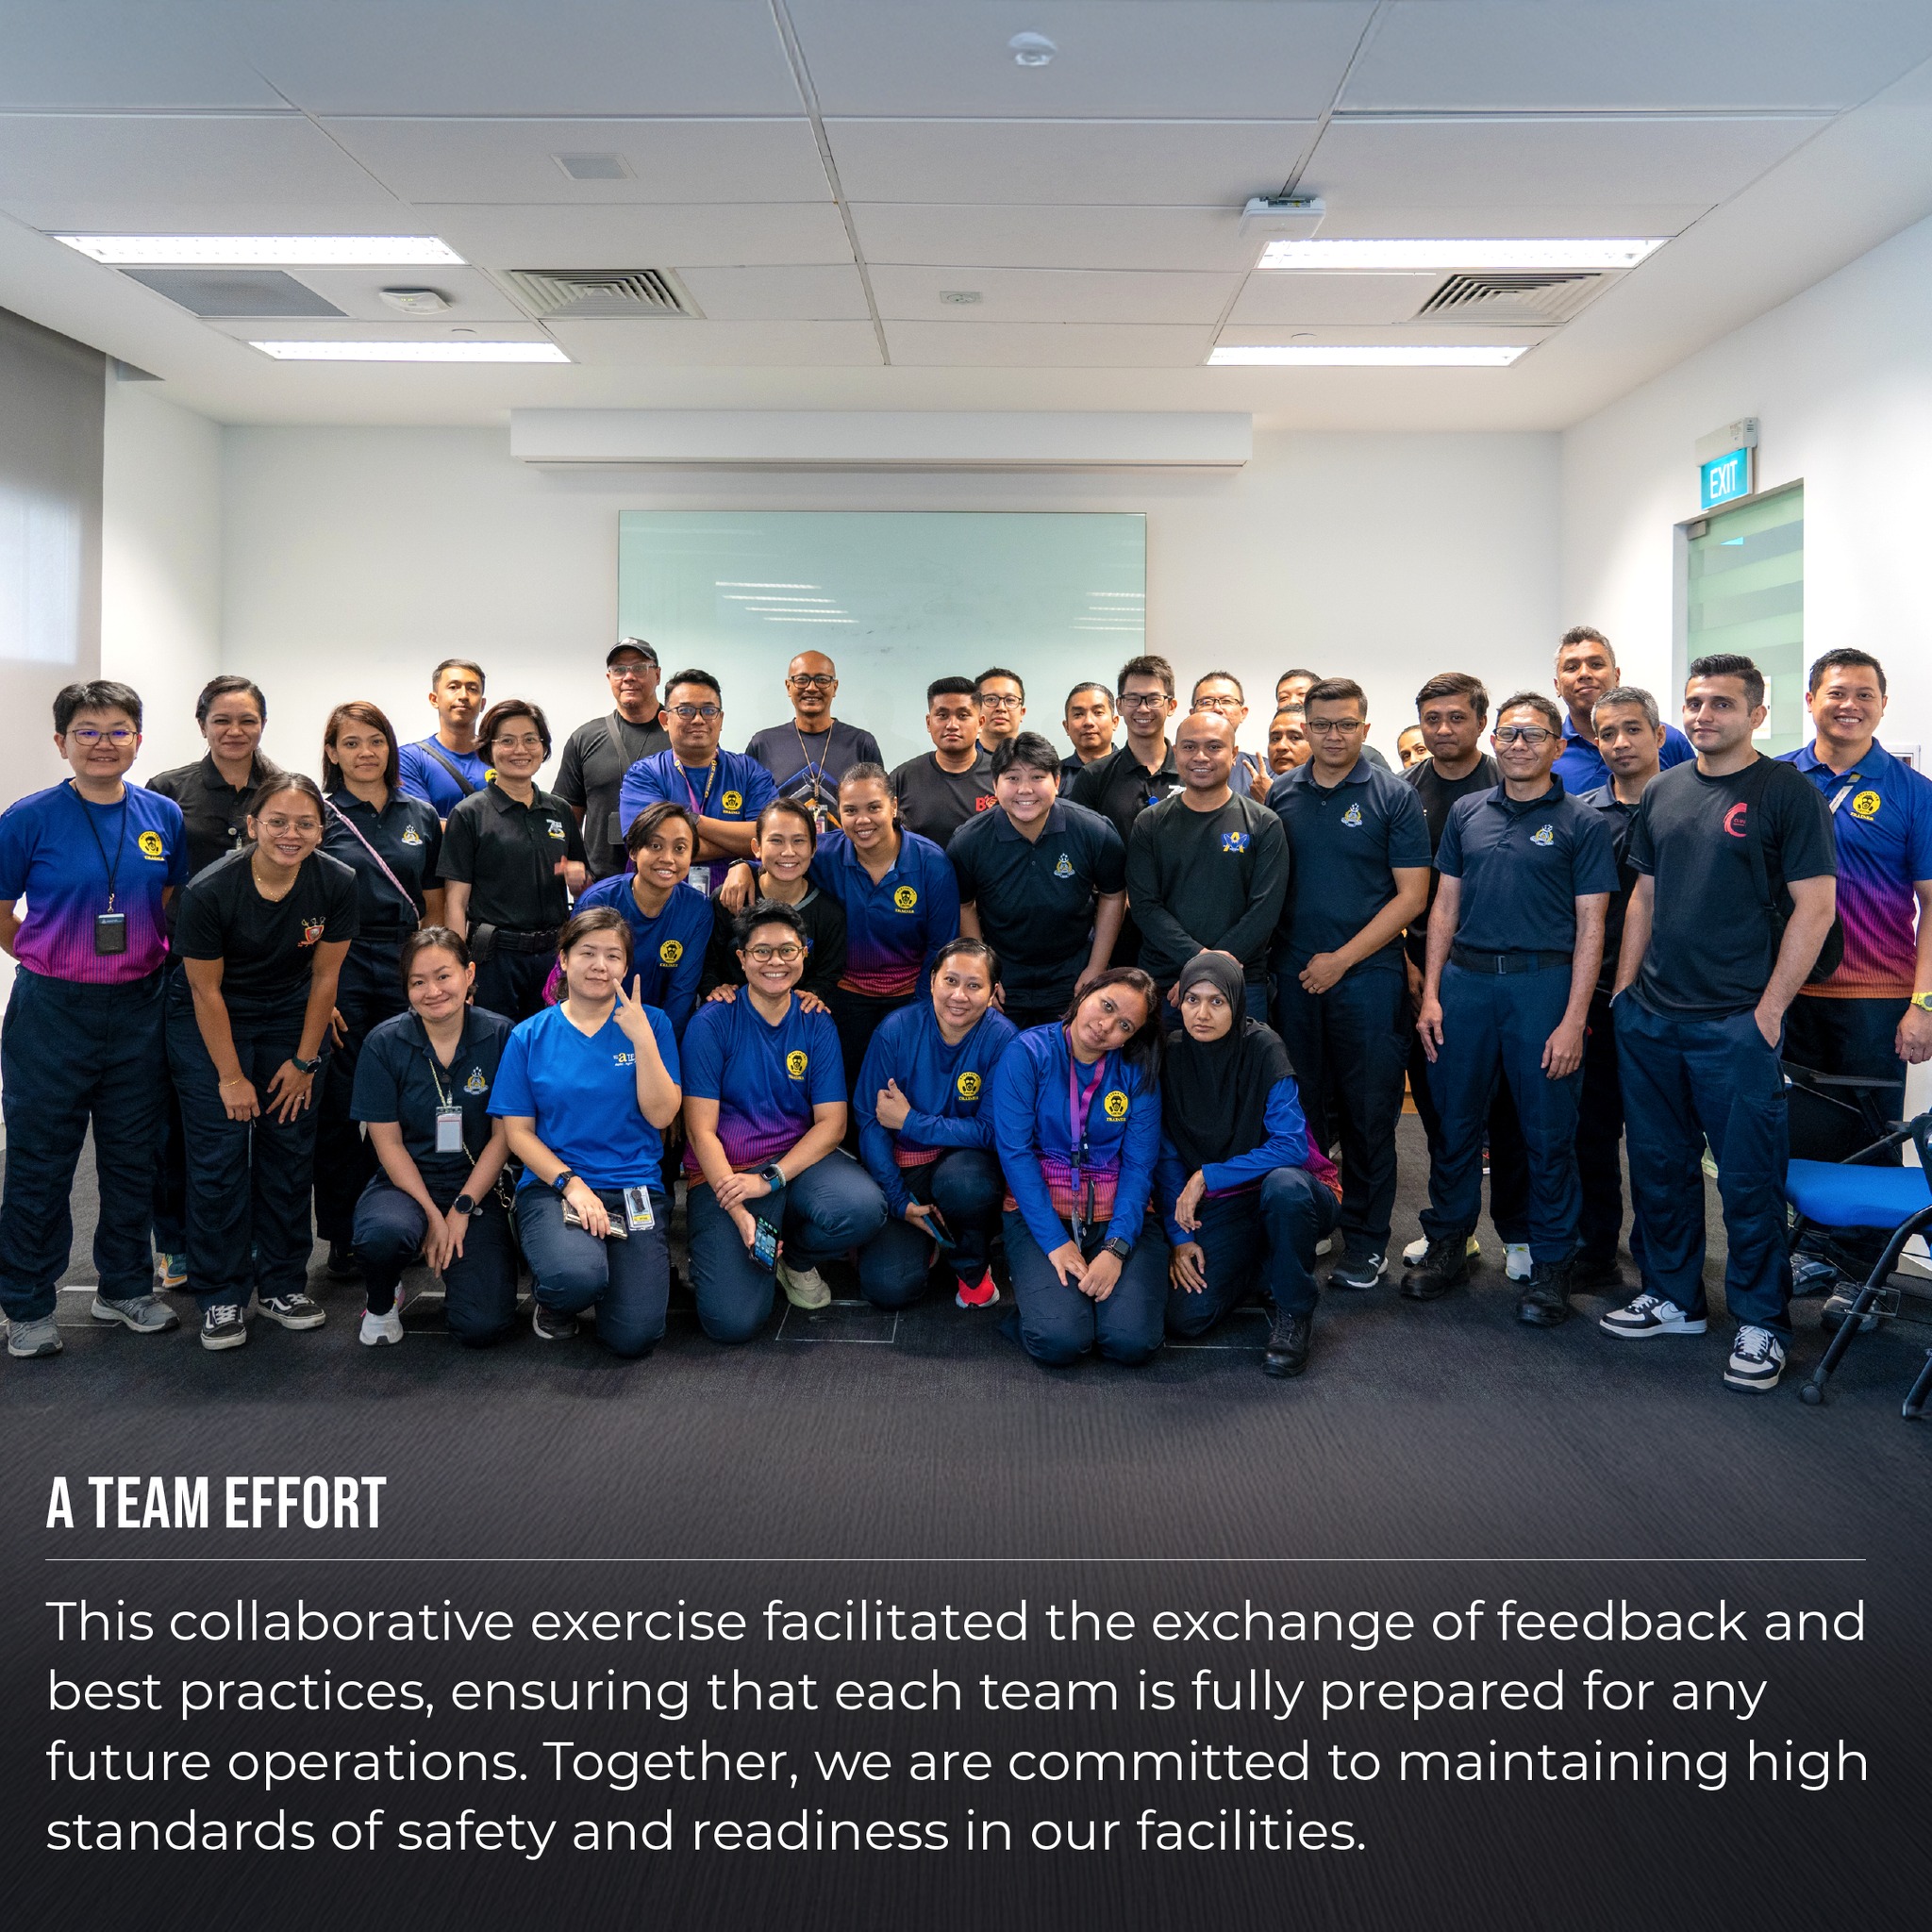 EXIT
A TEAM EFFORT
This collaborative exercise facilitated the exchange of feedback and
best practices, ensuring that each team is fully prepared for any
future operations. Together, we are committed to maintaining high
standards of safety and readiness in our facilities.